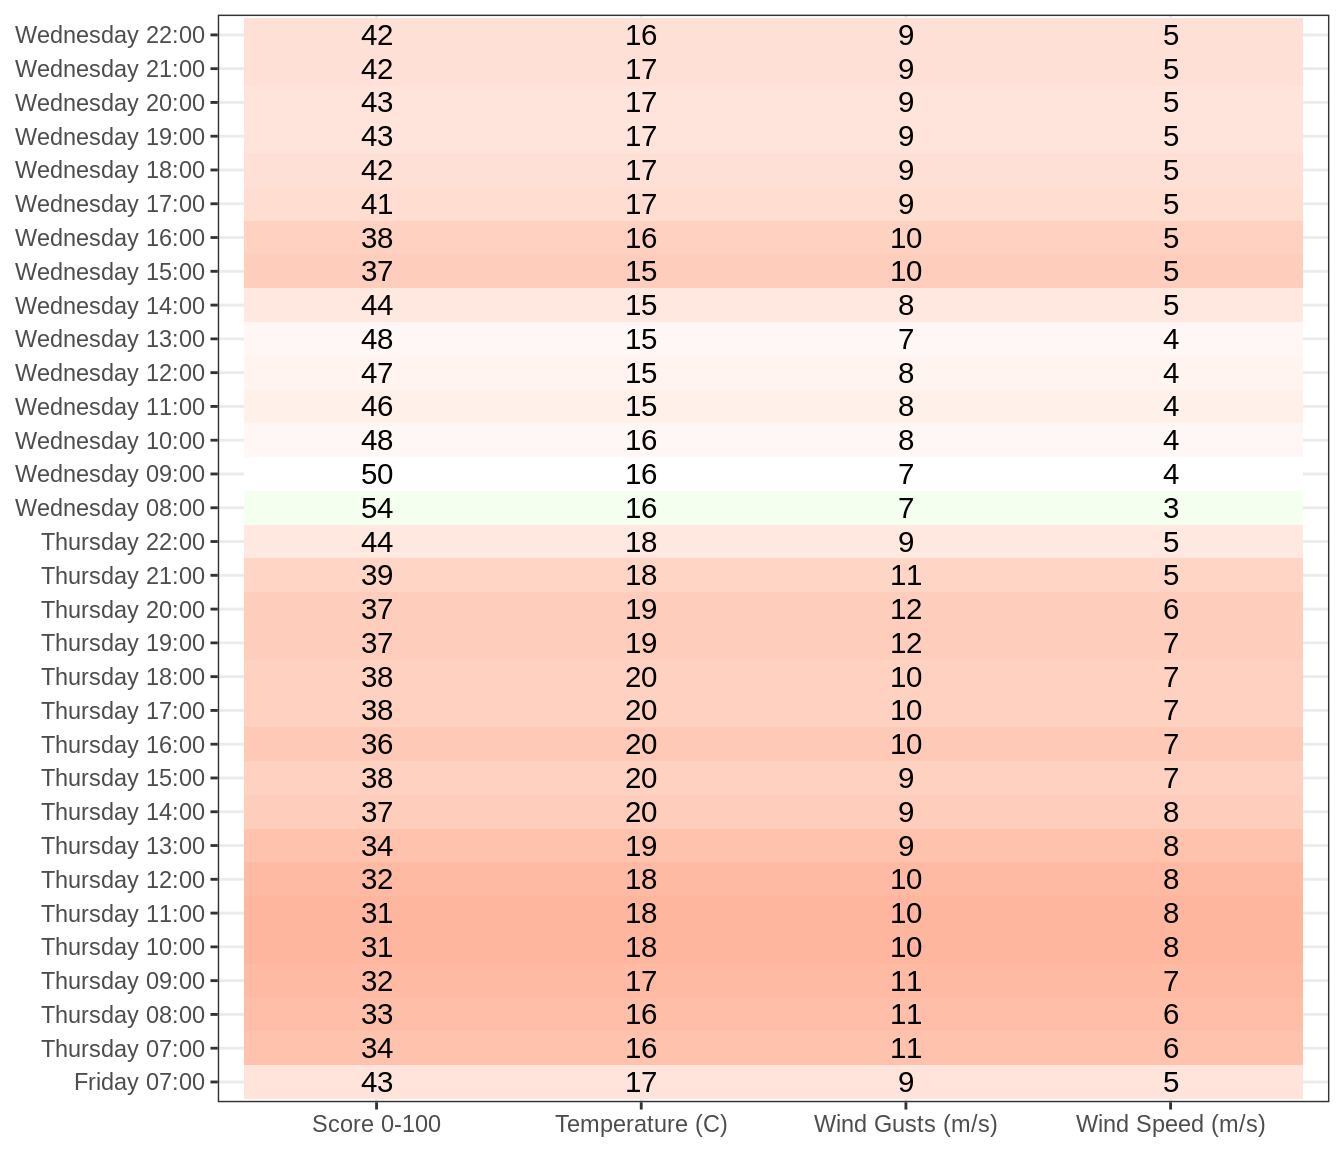 Wednesday 22:00 42 16 9 5
Wednesday 21:00 42 17 9 5
Wednesday 20:00 43 17 9 5
Wednesday 19:00 43 17 9 5
Wednesday 18:00 42 17 9 5
Wednesday 17:00 41 17 9 5
Wednesday 16:00 38 16 10 5
Wednesday 15:00 37 15 10 5
Wednesday 14:00 44 15 8 5
Wednesday 13:00 48 15 7 4
Wednesday 12:00 47 15 8 4
Wednesday 11:00 46 15 8 4
Wednesday 10:00 48 16 8 4
Wednesday 09:00 50 16 7 4
Wednesday 08:00 54 16 7 3
Thursday 22:00 44 18 9 5
Thursday 21:00 39 18 11 5
Thursday 20:00 37 19 12 6
Thursday 19:00 37 19 12 7
Thursday 18:00 38 20 10 7
Thursday 17:00 38 20 10 7
Thursday 16:00 36 20 10 7
Thursday 15:00 38 20 9 7
Thursday 14:00 37 20 9 8
Thursday 13:00 34 19 9 8
Thursday 12:00 32 18 10 8
Thursday 11:00 31 18 10 8
Thursday 10:00 31 18 10 8
Thursday 09:00 32 17 11 7
Thursday 08:00 33 16 11 6
Thursday 07:00 34 16 11 6
Friday 07:00 43 17 9 5
Score 0-100 Temperature (C) Wind Gusts (m/s) Wind Speed (m/s)